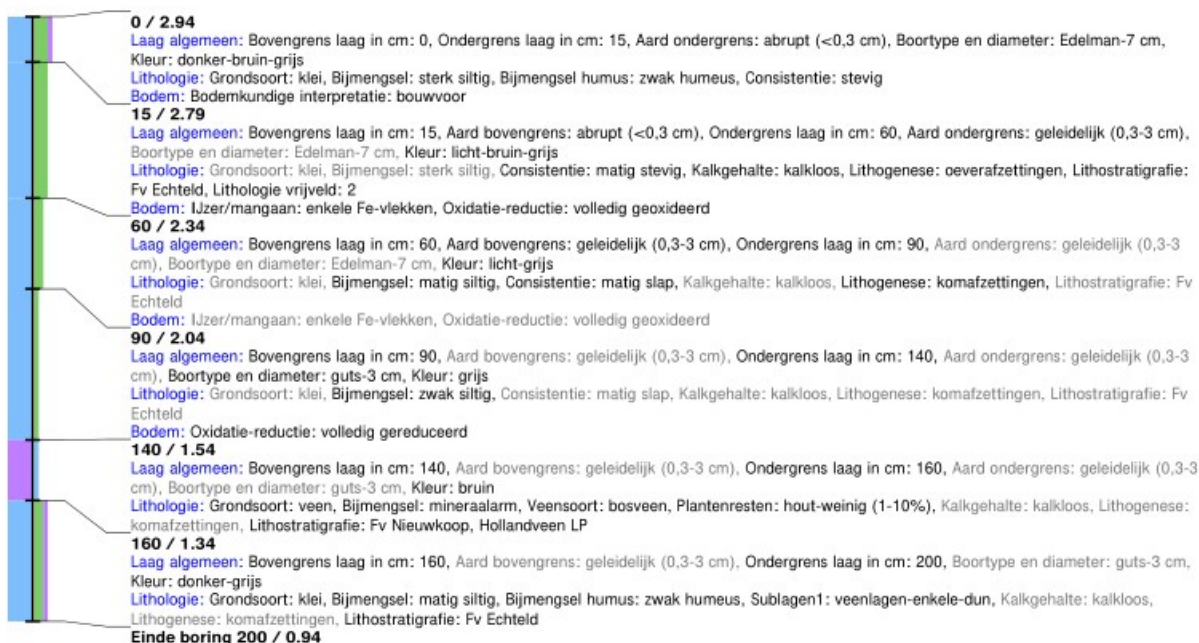 0 / 2.94
Laag algemeen: Bovengrens laag in cm: 0, Ondergrens laag in cm: 15, Aard ondergrens: abrupt (<0,3 cm), Boortype en diameter: Edelman-7 cm,
Kleur: donker-bruin-grijs
Lithologie: Grondsoort: klei, Bijmengsel: sterk siltig, Bijmengsel humus: zwak humeus, Consistentie: stevig
Bodem: Bodemkundige interpretatie: bouwvoor
15 / 2.79
Laag algemeen: Bovengrens laag in cm: 15, Aard bovengrens: abrupt (<0,3 cm), Ondergrens laag in cm: 60, Aard ondergrens: geleidelijk (0,3-3 cm),
Boortype en diameter: Edelman-7 cm, Kleur: licht-bruin-grijs
Lithologie: Grondsoort: klei, Bijmengsel: sterk siltig, Consistentie: matig stevig, Kalkgehalte: kalkloos, Lithogenese: oeverafzettingen, Lithostratigrafie:
Fv Echteld, Lithologie vrijveld: 2
Bodem: IJzer/mangaan: enkele Fe-vlekken, Oxidatie-reductie: volledig geoxideerd
60 / 2.34
Laag algemeen: Bovengrens laag in cm: 60, Aard bovengrens: geleidelijk (0,3-3 cm), Ondergrens laag in cm: 90, Aard ondergrens: geleidelijk (0,3-3
cm), Boortype en diameter: Edelman-7 cm, Kleur: licht-grijs
Lithologie: Grondsoort: klei, Bijmengsel: matig siltig, Consistentie: matig slap, Kalkgehalte: kalkloos, Lithogenese: komafzettingen, Lithostratigrafie: Fv
Echteld
Bodem: IJzer/mangaan: enkele Fe-vlekken, Oxidatie-reductie: volledig geoxideerd
90 / 2.04
Laag algemeen: Bovengrens laag in cm: 90, Aard bovengrens: geleidelijk (0,3-3 cm), Ondergrens laag in cm: 140, Aard ondergrens: geleidelijk (0,3-3
cm), Boortype en diameter: guts-3 cm, Kleur: grijs
Lithologie: Grondsoort: klei, Bijmengsel: zwak siltig, Consistentie: matig slap, Kalkgehalte: kalkloos, Lithogenese: komafzettingen, Lithostratigrafie: Fv
Echteld
Bodem: Oxidatie-reductie: volledig gereduceerd
140 / 1.54
Laag algemeen: Bovengrens laag in cm: 140, Aard bovengrens: geleidelijk (0,3-3 cm), Ondergrens laag in cm: 160, Aard ondergrens: geleidelijk (0,3-3
cm), Boortype en diameter: guts-3 cm, Kleur: bruin
Lithologie: Grondsoort: veen, Bijmengsel: mineraalarm, Veensoort: bosveen, Plantenresten: hout-weinig (1-10%), Kalkgehalte: kalkloos, Lithogenese:
komafzettingen, Lithostratigrafie: Fv Nieuwkoop, Hollandveen LP
160 / 1.34
Laag algemeen: Bovengrens laag in cm: 160, Aard bovengrens: geleidelijk (0,3-3 cm), Ondergrens laag in cm: 200, Boortype en diameter: guts-3 cm,
Kleur: donker-grijs
Lithologie: Grondsoort: klei, Bijmengsel: matig siltig, Bijmengsel humus: zwak humeus, Sublagen1: veenlagen-enkele-dun, Kalkgehalte: kalkloos,
Lithogenese: komafzettingen, Lithostratigrafie: Fv Echteld
Einde boring 200 / 0.94